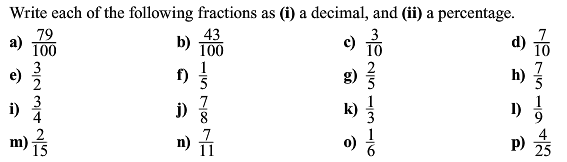 Write each of the following fractions as (i) a decimal, and (ii) a percentage.
a) 79/100 b) 43/100 c) 3/10 d) 7/10
e) 3/2 f) 1/5 g) 2/5 h) 7/5
i) 3/4 j) 7/8 k) 1/3 l) 1/9
m) 2/15 n) 7/11 o) 1/6 p) 4/25